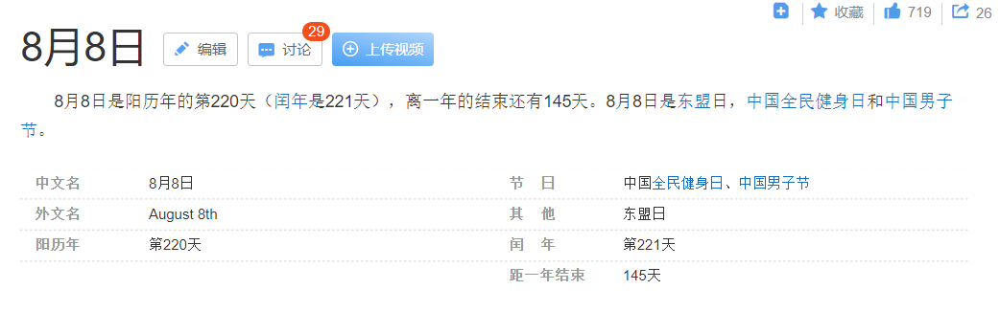 收藏 719 26
8月8日 编辑 讨论 29 上传视频
8月8日是阳历年的第220天（闰年是221天），离一年的结束还有145天。8月8日是东盟日，中国全民健身日和中国男子
节。
中文名 8月8日 节 日 中国全民健身日、中国男子节
外文名 August 8th 其 他 东盟日
阳历年 第220天 闰 年 第221天
距一年结束 145天